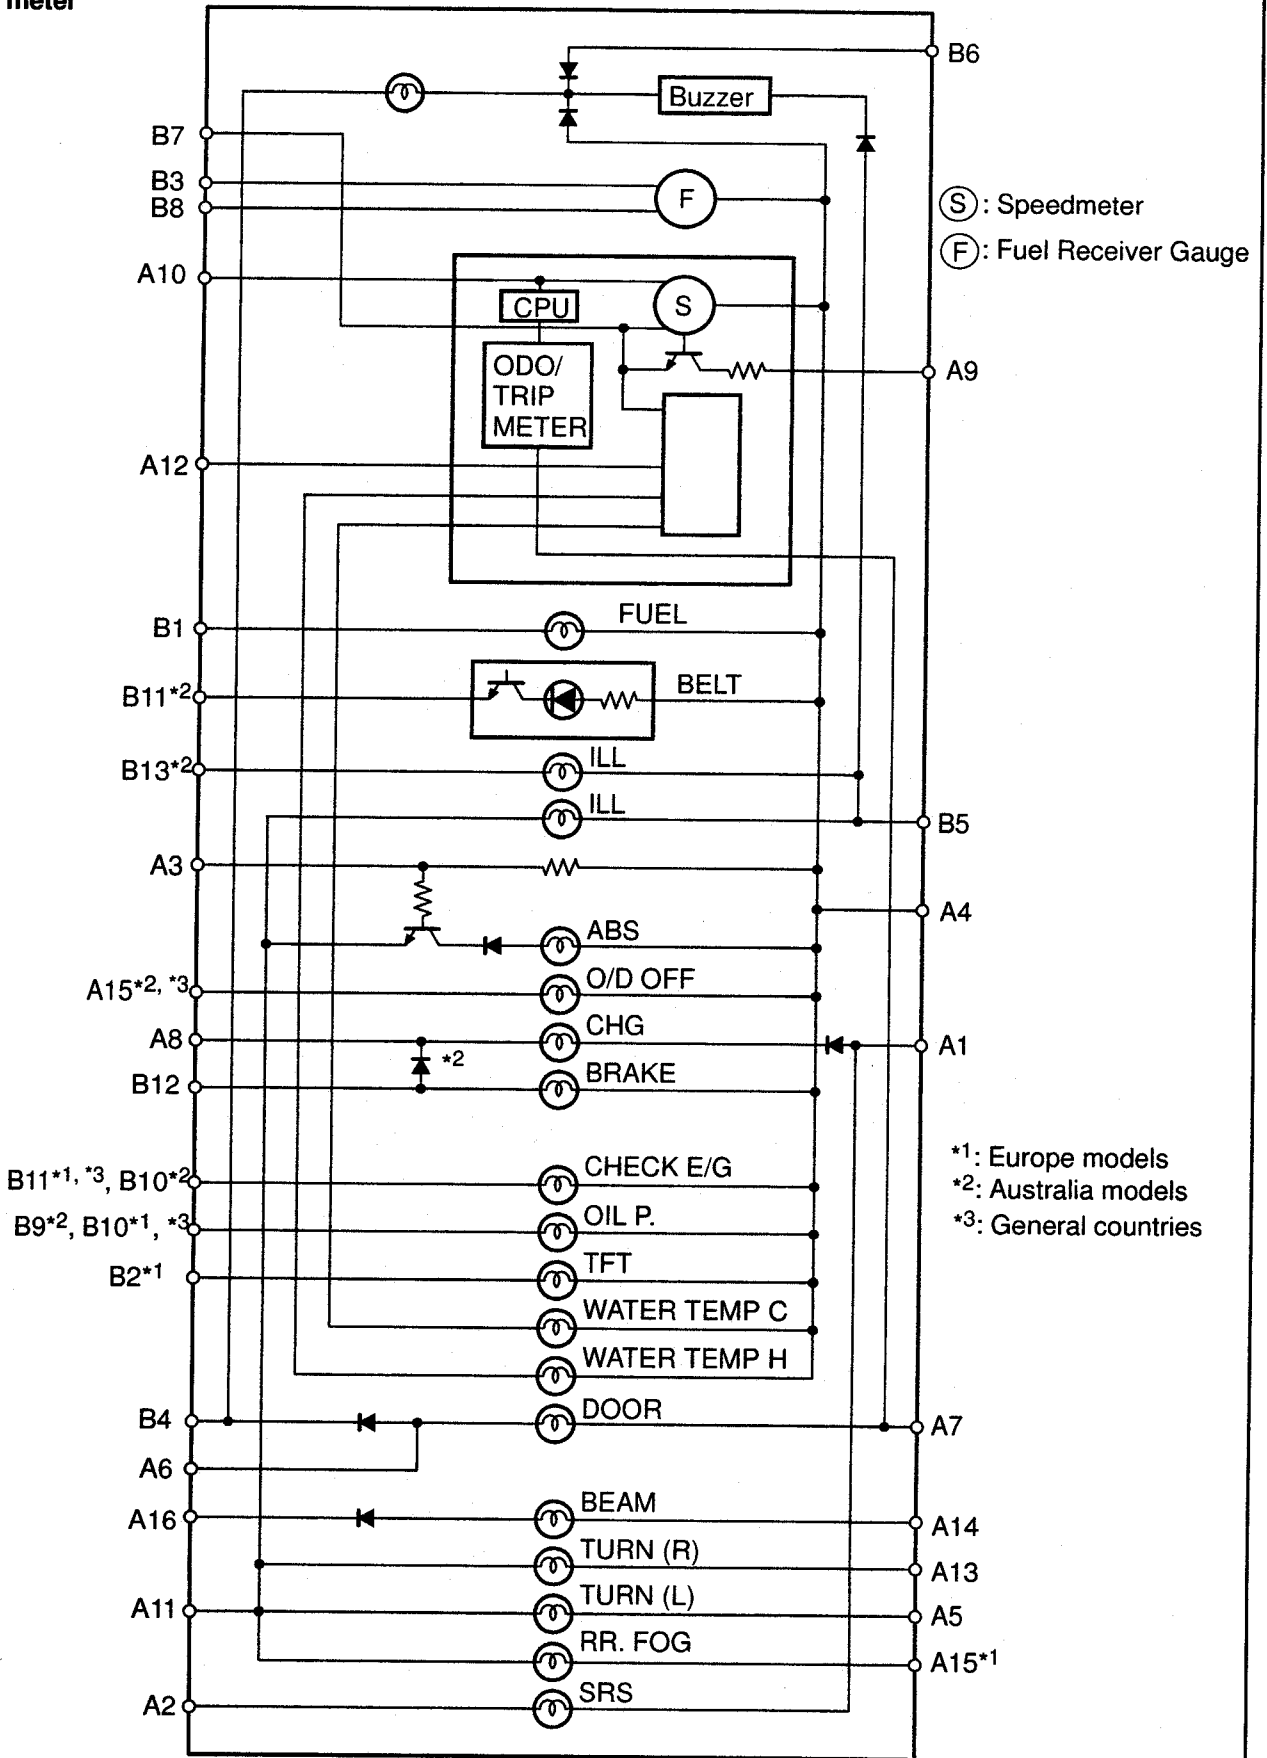 meter
B6
Buzzer
B7
B3
B8
F
S : Speedmeter
F : Fuel Receiver Gauge
A10
CPU
S
ODO/
TRIP
METER
A9
A12
B1
FUEL
B11*2
BELT
B13*2
ILL
ILL
B5
A3
A4
ABS
A15*2, *3
O/D OFF
A8
CHG
A1
*2
B12
BRAKE
*1: Europe models
*2: Australia models
*3: General countries
B11*1, *3, B10*2
CHECK E/G
B9*2, B10*1, *3
OIL P.
B2*1
TFT
WATER TEMP C
WATER TEMP H
B4
DOOR
A7
A6
A16
BEAM
A14
TURN (R)
A13
A11
TURN (L)
A5
RR. FOG
A15*1
A2
SRS